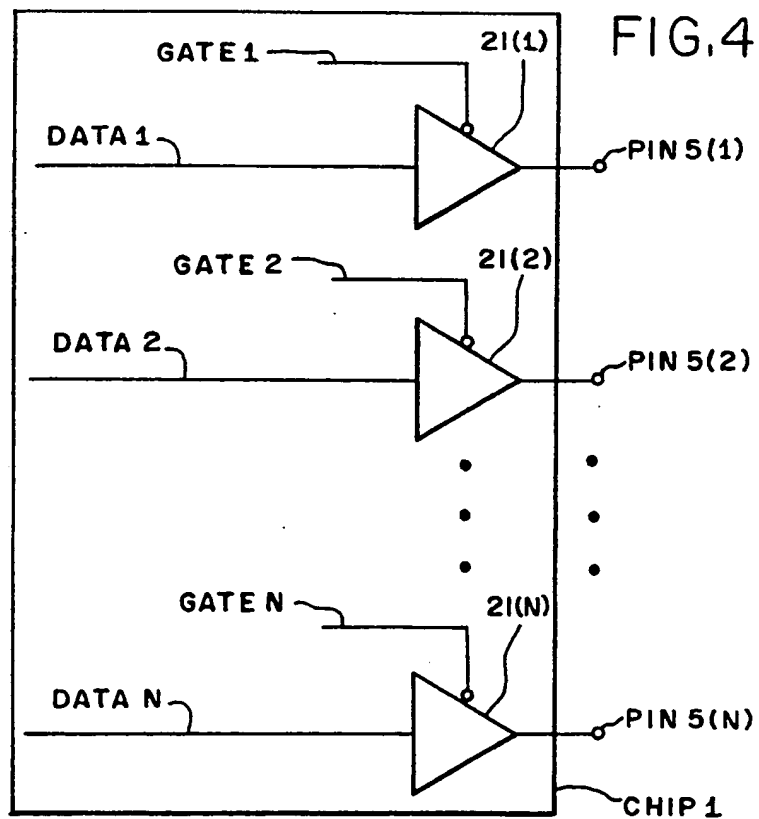 FIG.4
GATE 1
21(1)
DATA 1
PIN 5(1)
GATE 2
21(2)
DATA 2
PIN 5(2)
GATE N
21(N)
DATA N
PIN 5(N)
CHIP 1